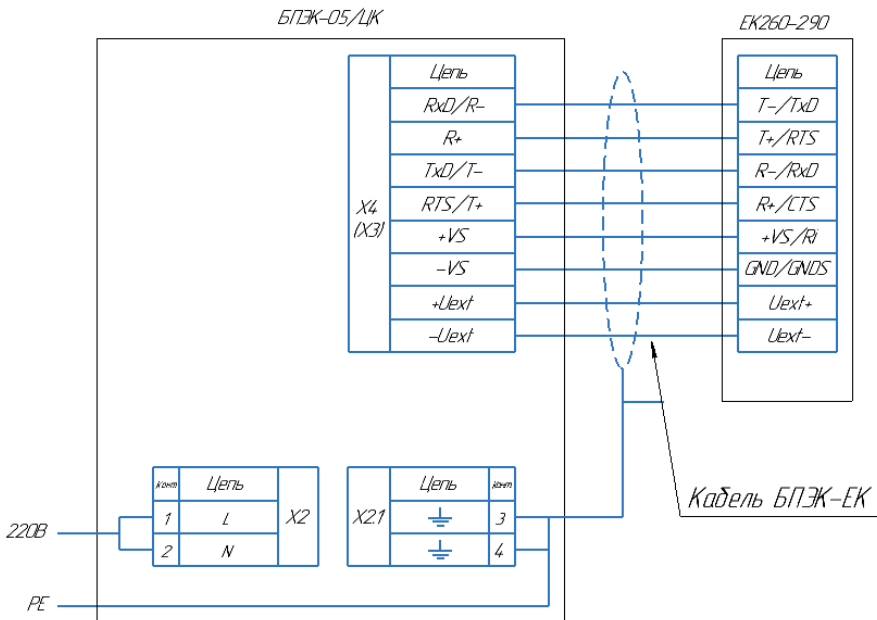 БПЭК-05/ЦК
ЕК260-290
Цепь
RxD/R-
R+
TxD/T-
RTS/T+
+VS
-VS
+Uext
-Uext
X4
(X3)
Цепь
T-/TxD
T+/RTS
R-/RxD
R+/CTS
+VS/Ri
GND/GNDS
Uext+
Uext-
Кабель БПЭК-ЕК
220В
PE
Конт Цепь
1 L
2 N
X2
X2.1
Цепь Конт
3
4